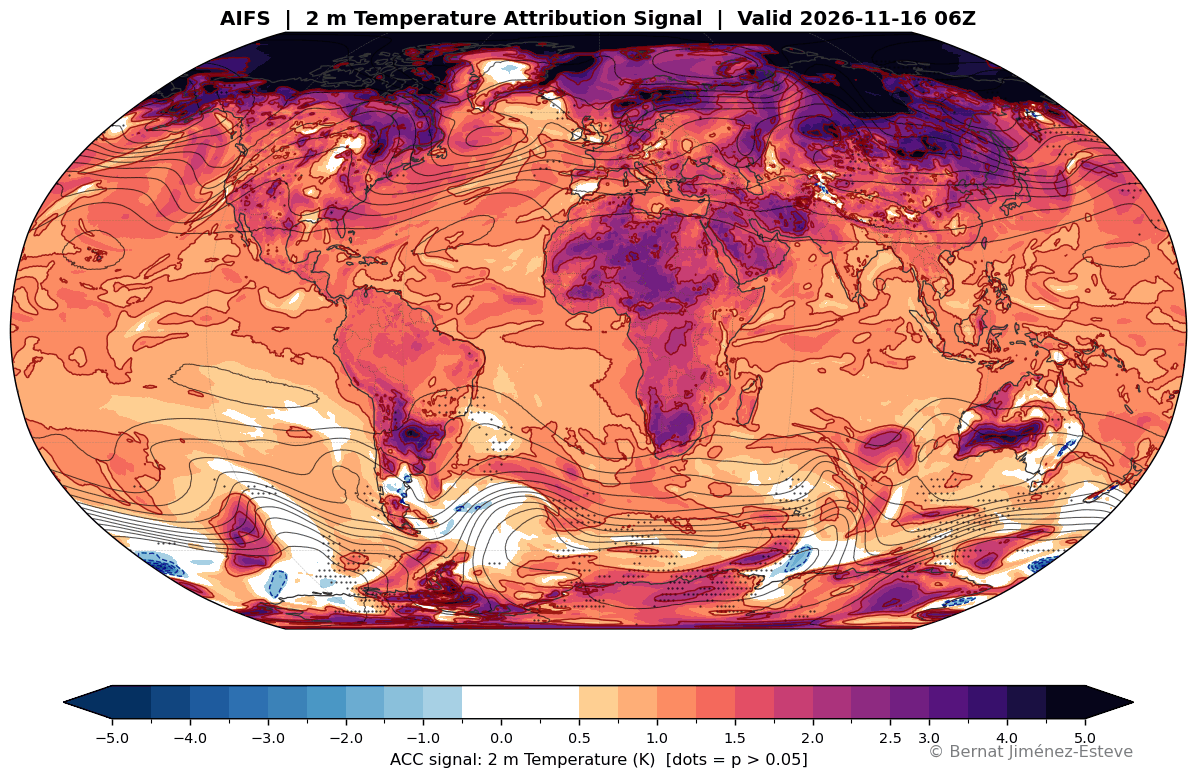 AIFS  |  2 m Temperature Attribution Signal  |  Valid 2026-11-16 06Z
−5.0 −4.0 −3.0 −2.0 −1.0 0.0 0.5 1.0 1.5 2.0 2.5 3.0 4.0 5.0
© Bernat Jiménez-Esteve
ACC signal: 2 m Temperature (K)  [dots = p > 0.05]